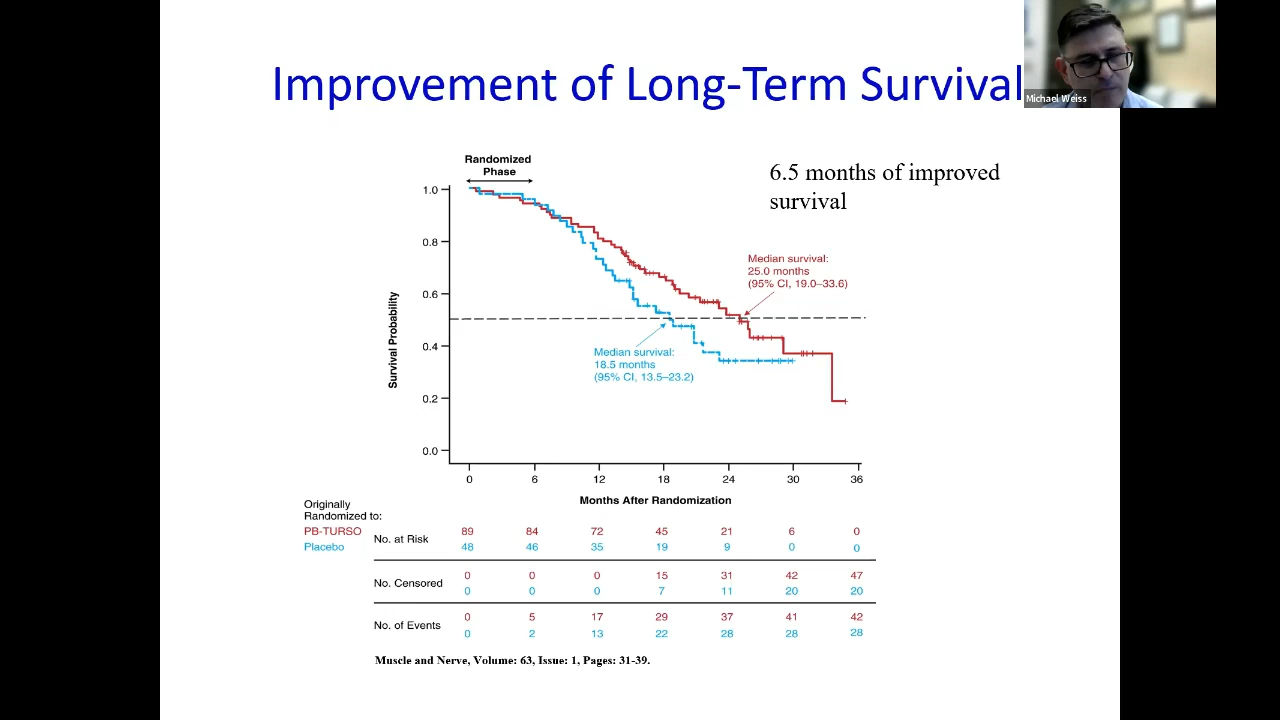 Improvement of Long-Term Survival
Michael Weiss
6.5 months of improved
survival
Randomized
Phase
Survival Probability
1.0
0.8
0.6
0.4
0.2
0.0
Median survival:
25.0 months
(95% CI, 19.0–33.6)
Median survival:
18.5 months
(95% CI, 13.5–23.2)
0 6 12 18 24 30 36
Months After Randomization
Originally
Randomized to:
PB-TURSO
Placebo
No. at Risk
89 84 72 45 21 6 0
48 46 35 19 9 0 0
No. Censored
0 0 0 15 31 42 47
0 0 0 7 11 20 20
No. of Events
0 5 17 29 37 41 42
0 2 13 22 28 28 28
Muscle and Nerve, Volume: 63, Issue: 1, Pages: 31-39.